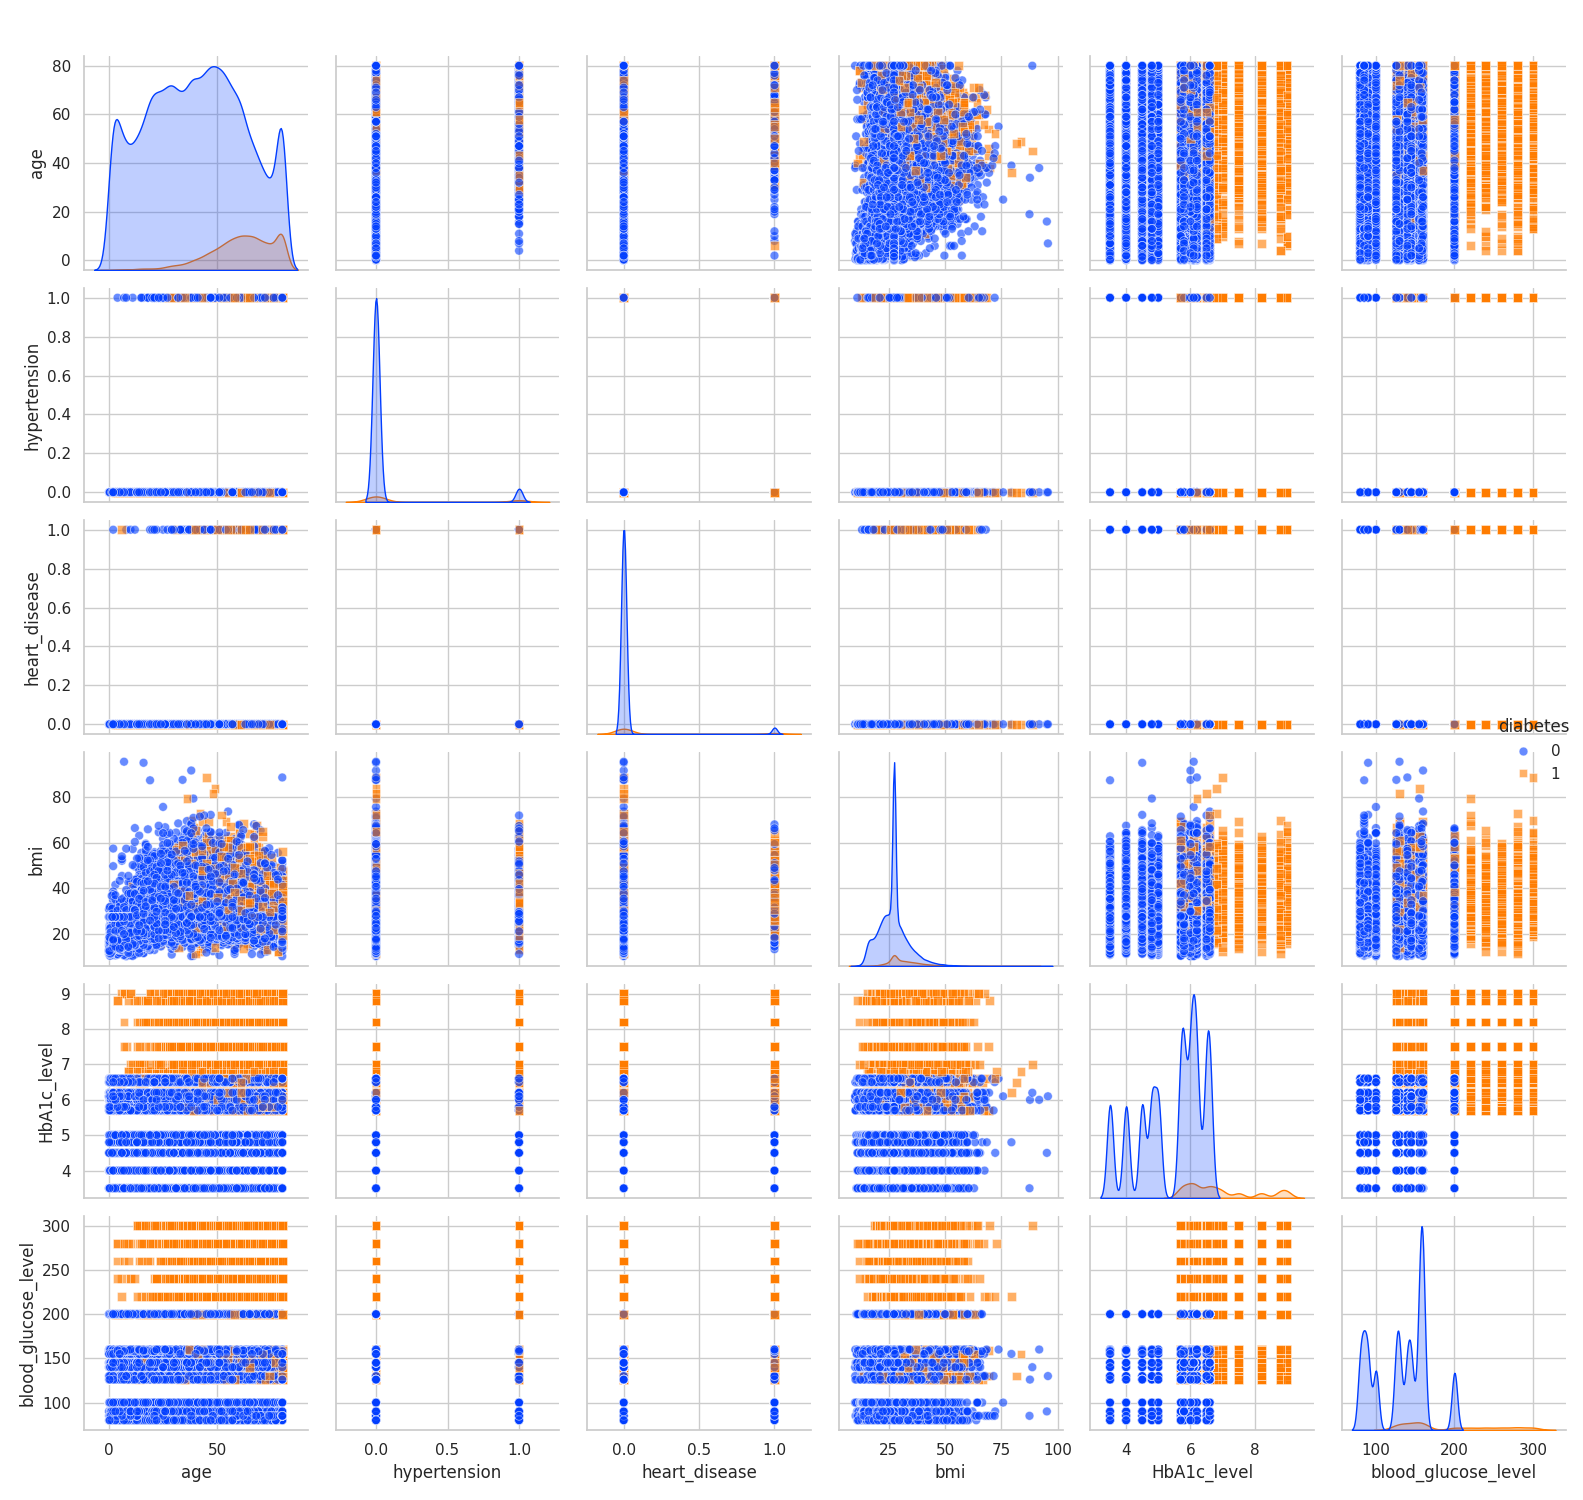 80
60
40
20
0
age
1.0
0.8
0.6
0.4
0.2
0.0
hypertension
1.0
0.8
0.6
0.4
0.2
0.0
heart_disease
diabetes
0
1
80
60
40
20
bmi
9
8
7
6
5
4
HbA1c_level
300
250
200
150
100
blood_glucose_level
0 50
0.0 0.5 1.0
0.0 0.5 1.0
25 50 75 100
4 6 8
100 200 300
age
hypertension
heart_disease
bmi
HbA1c_level
blood_glucose_level